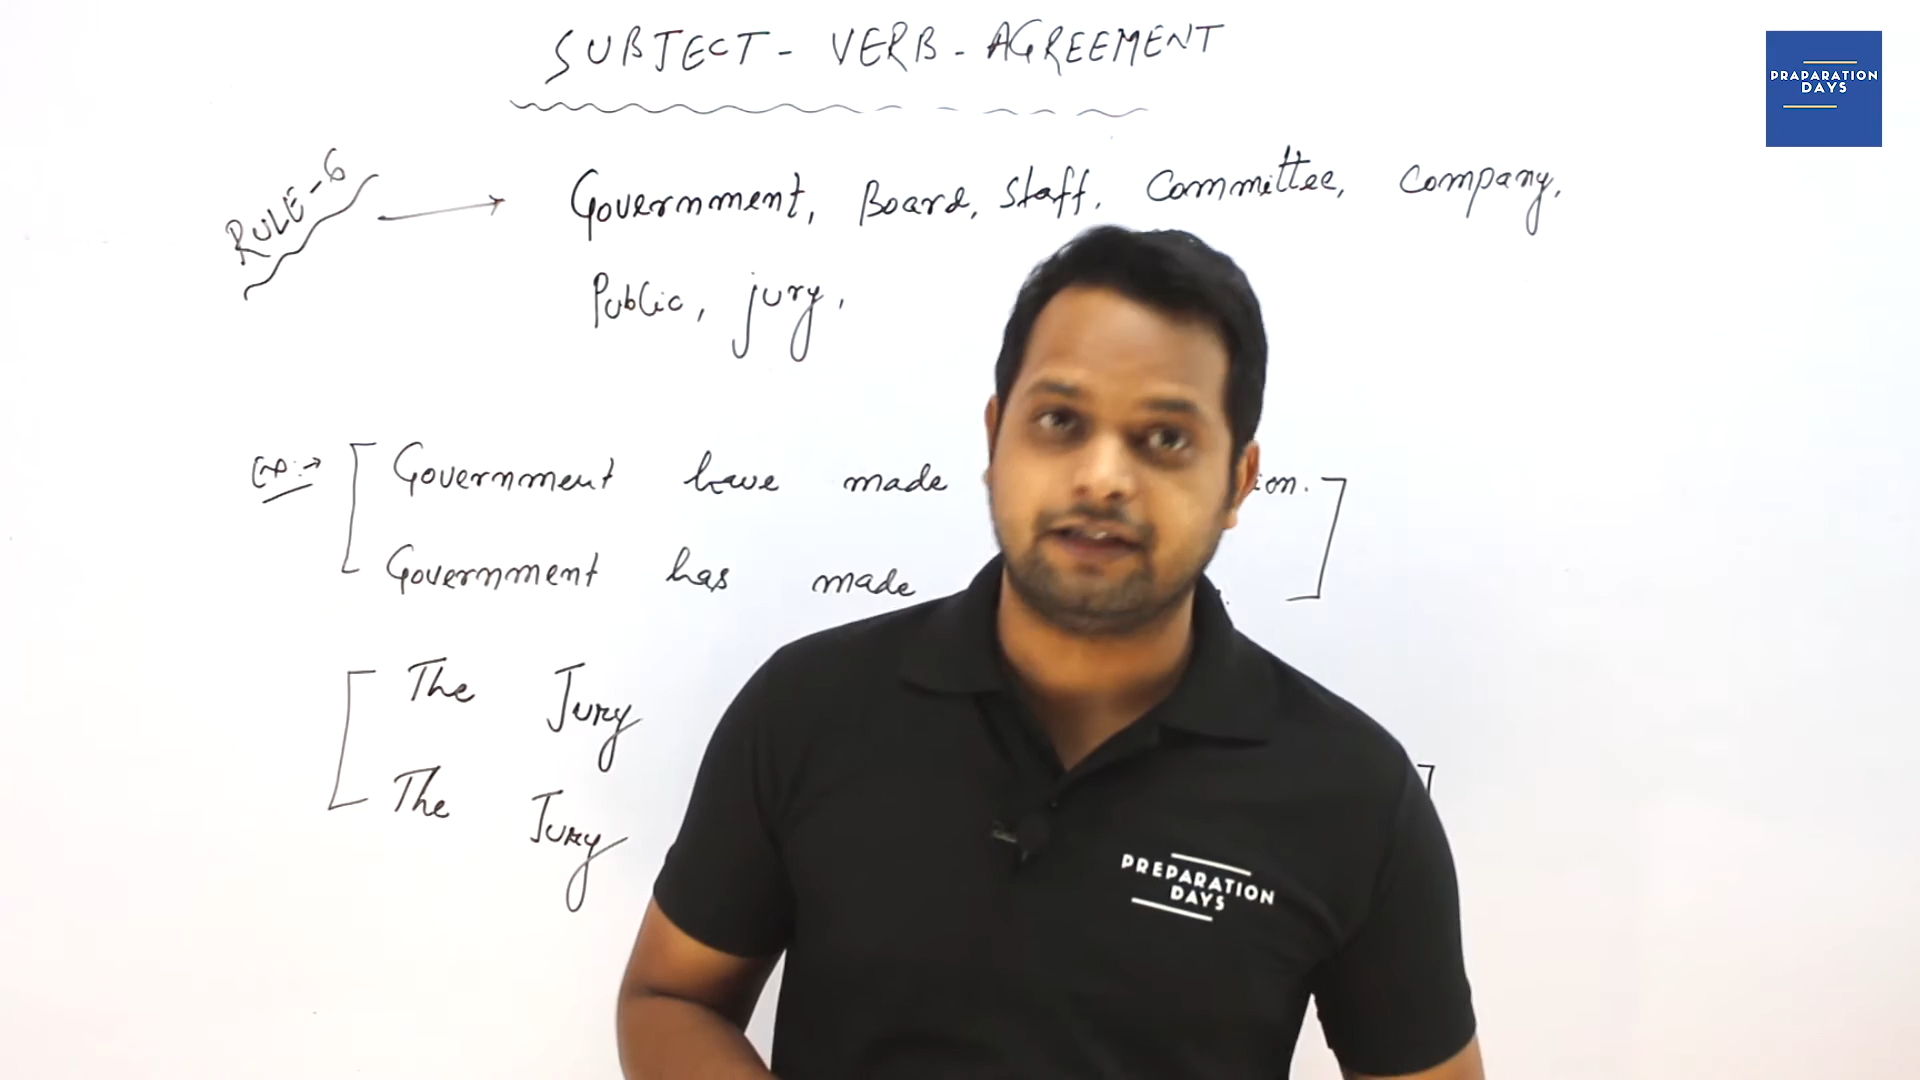 SUBJECT - VERB - AGREEMENT
PRAPARATION
DAYS
RULE-6
Government, Board, Staff, Committee, Company,
Public, jury,
Government have made ion.
Government has made
The Jury
The Jury
PREPARATION
DAYS